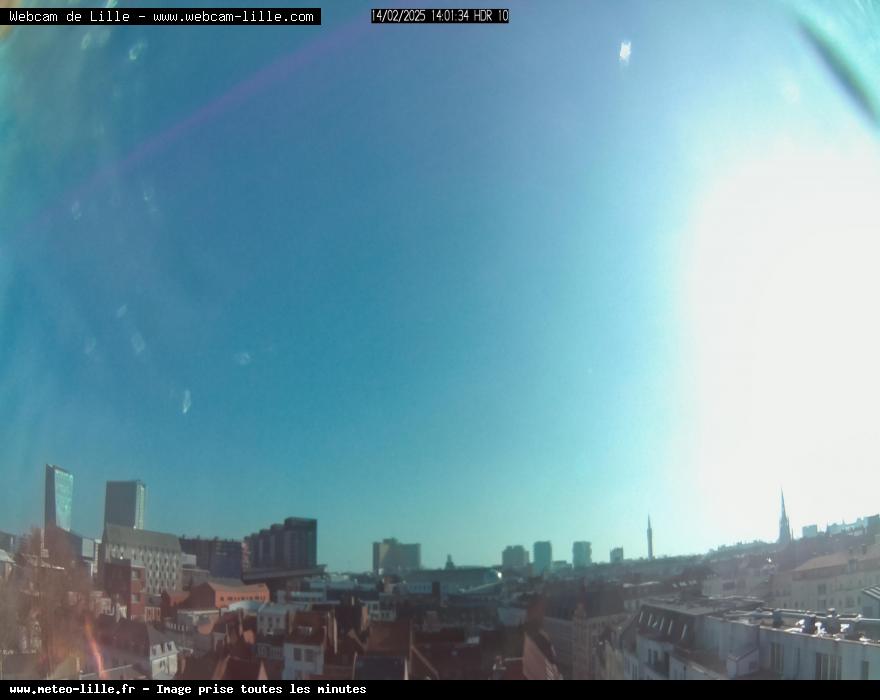 Webcam de Lille - www.webcam-lille.com
14/02/2025 14:01:34 HDR 10
www.meteo-lille.fr - Image prise toutes les minutes